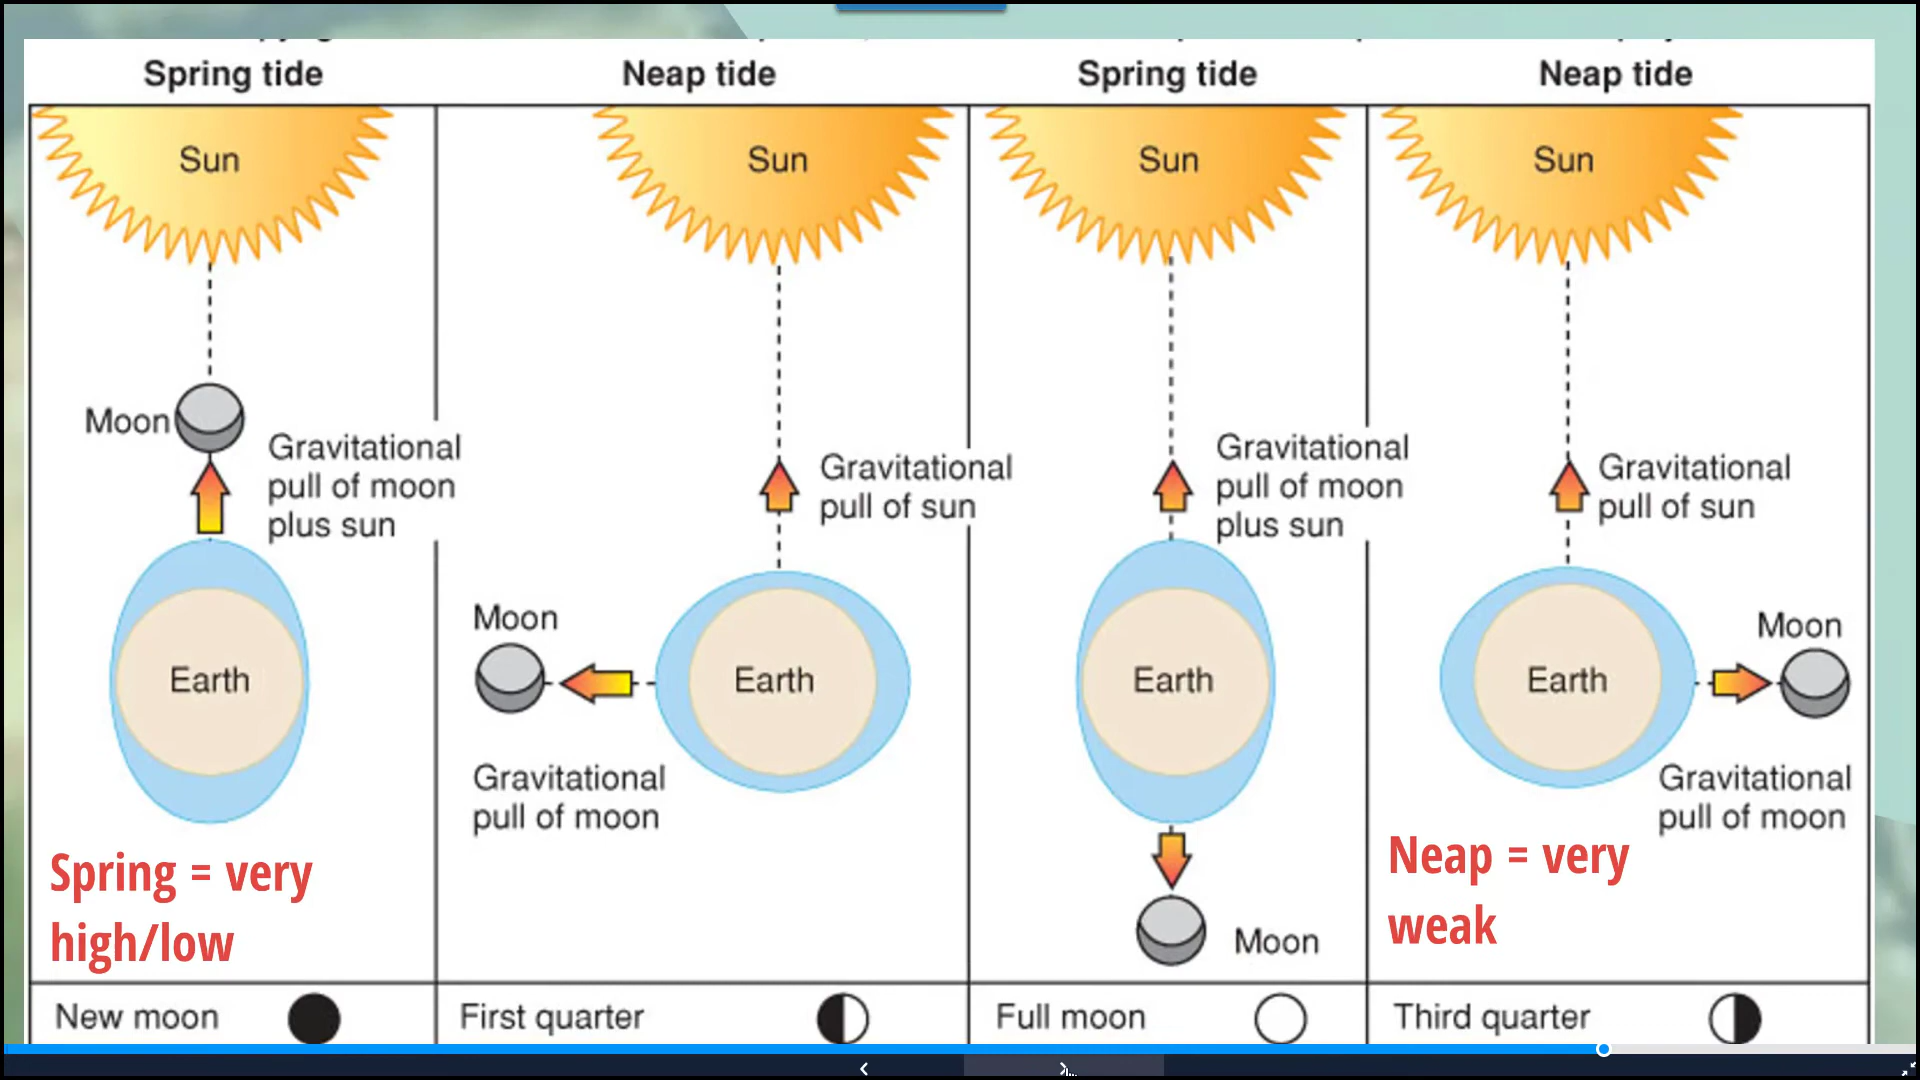 Spring tide
Neap tide
Spring tide
Neap tide
Sun
Sun
Sun
Sun
Moon
Gravitational
pull of moon
plus sun
Earth
Spring = very
high/low
Gravitational
pull of sun
Moon
Earth
Gravitational
pull of moon
Gravitational
pull of moon
plus sun
Earth
Moon
Gravitational
pull of sun
Moon
Earth
Gravitational
pull of moon
Neap = very
weak
New moon
First quarter
Full moon
Third quarter